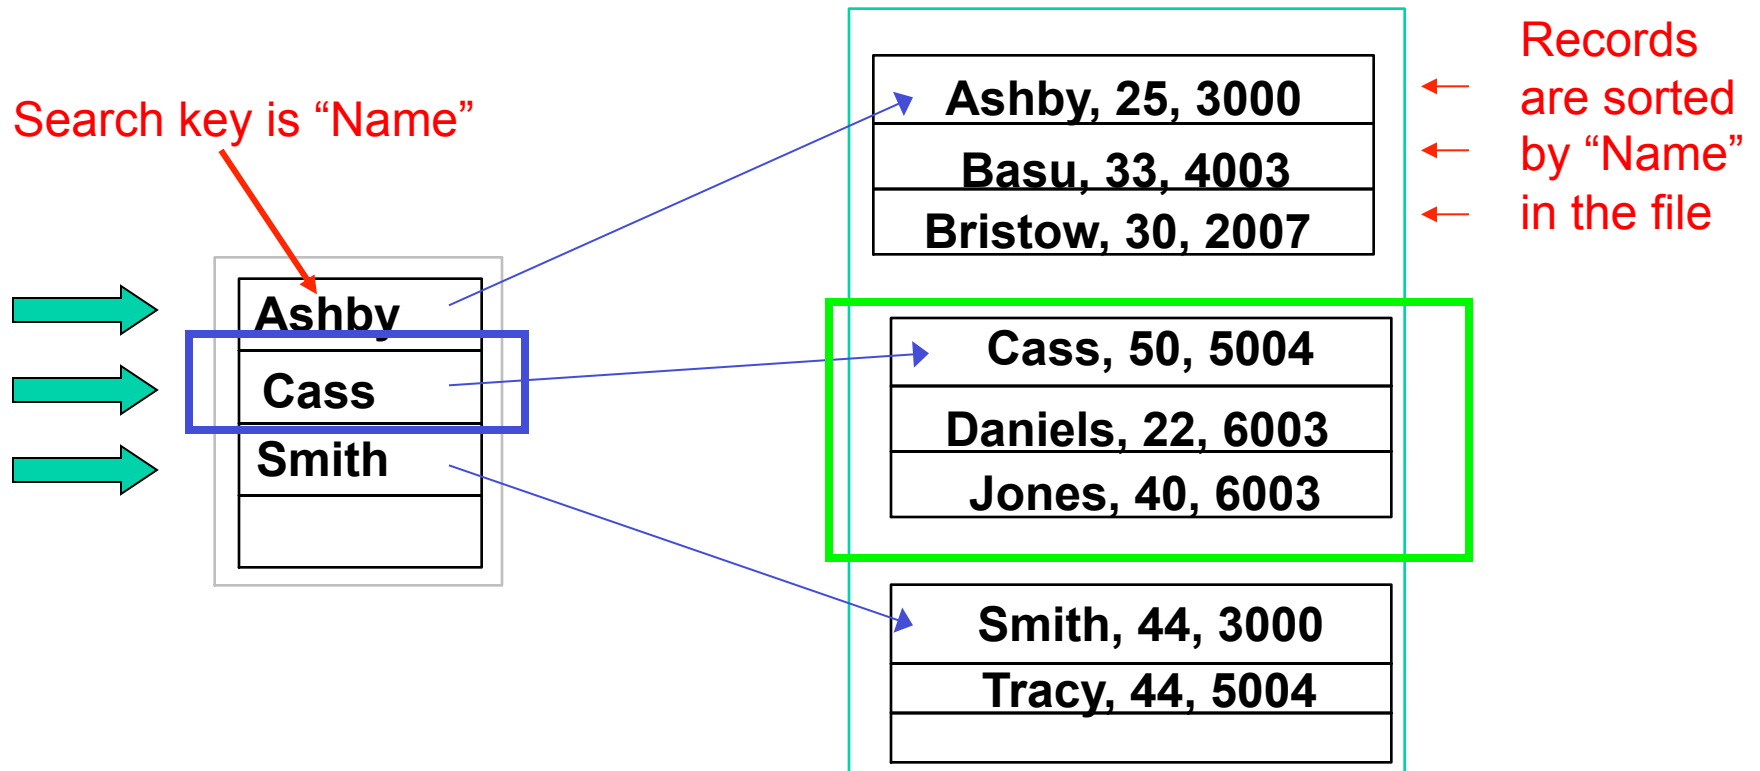 Search key is “Name”
Ashby
Cass
Smith
Ashby, 25, 3000
Basu, 33, 4003
Bristow, 30, 2007
Cass, 50, 5004
Daniels, 22, 6003
Jones, 40, 6003
Smith, 44, 3000
Tracy, 44, 5004
Records
are sorted
by “Name”
in the file